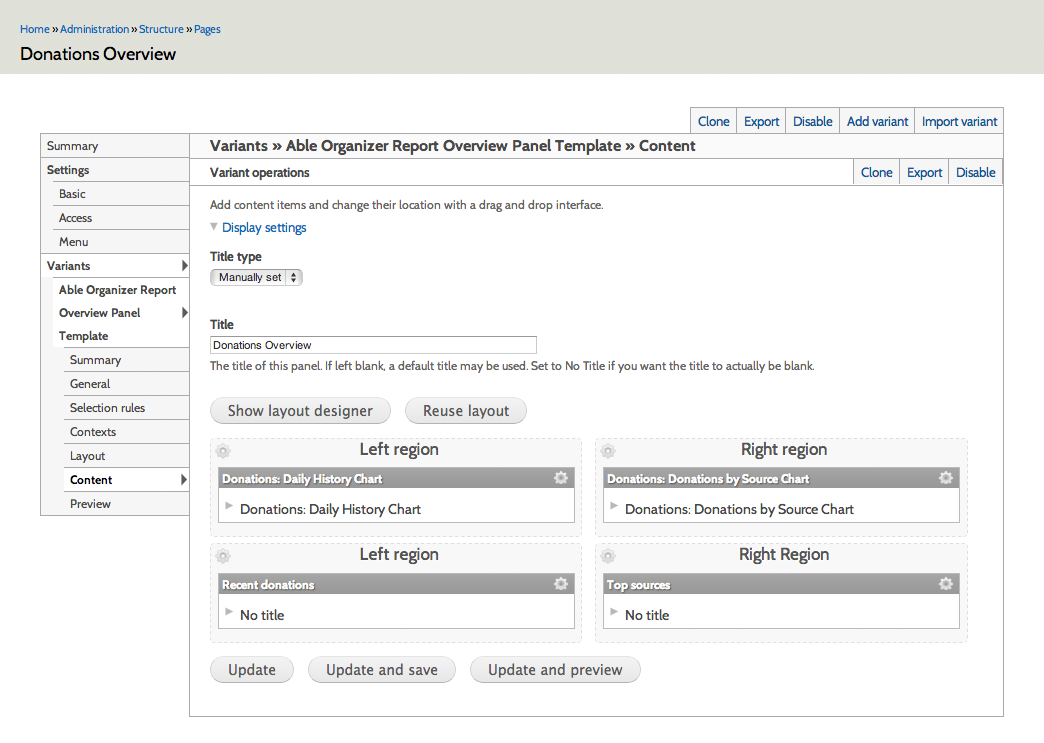 Home » Administration » Structure » Pages
Donations Overview
Clone Export Disable Add variant Import variant
Summary
Settings
Basic
Access
Menu
Variants
Able Organizer Report
Overview Panel
Template
Summary
General
Selection rules
Contexts
Layout
Content
Preview
Variants » Able Organizer Report Overview Panel Template » Content
Variant operations
Clone Export Disable
Add content items and change their location with a drag and drop interface.
Display settings
Title type
Manually set
Title
Donations Overview
The title of this panel. If left blank, a default title may be used. Set to No Title if you want the title to actually be blank.
Show layout designer Reuse layout
Left region
Donations: Daily History Chart
Donations: Daily History Chart
Right region
Donations: Donations by Source Chart
Donations: Donations by Source Chart
Left region
Recent donations
No title
Right Region
Top sources
No title
Update Update and save Update and preview